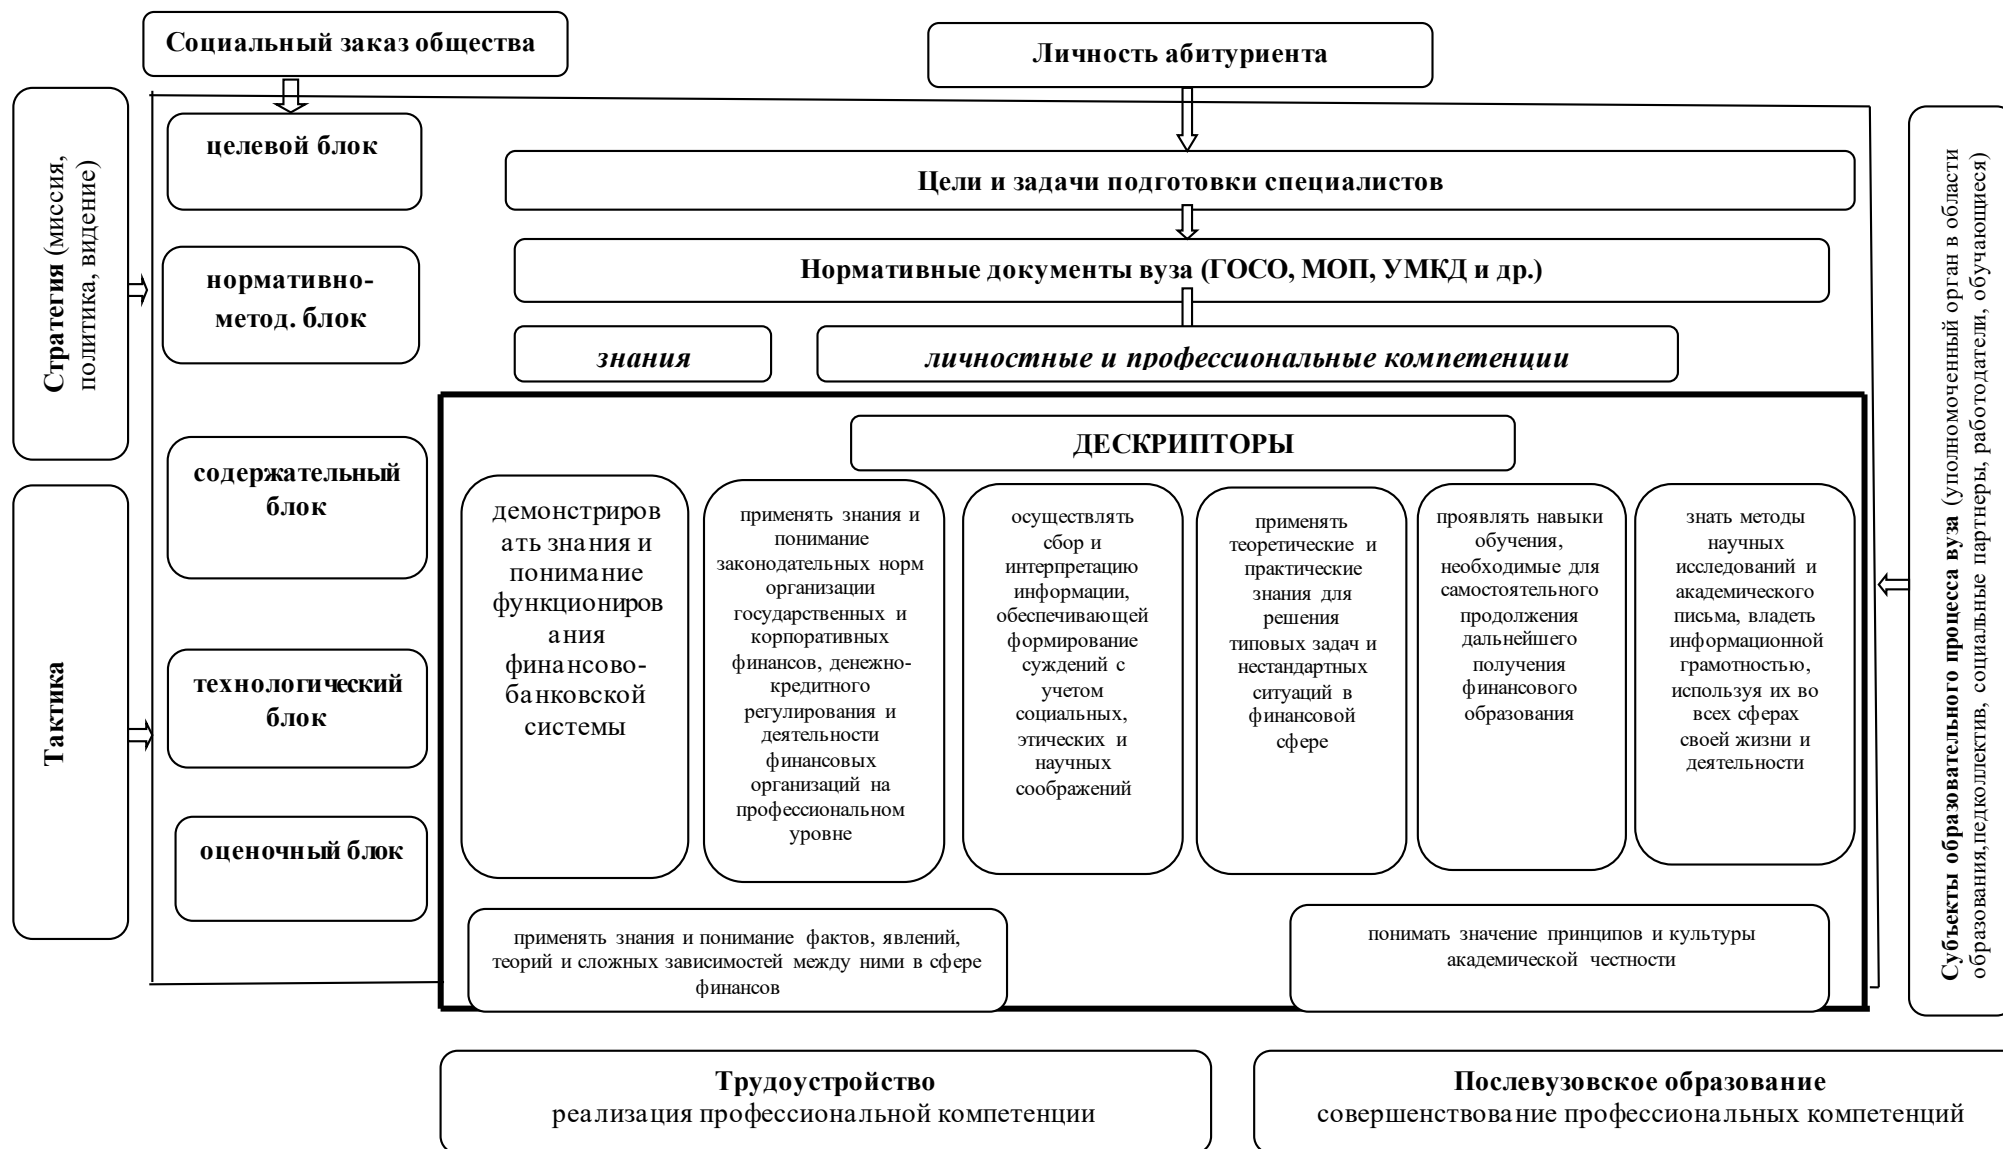 Социальный заказ общества
Личность абитуриента
Стратегия (миссия,
политика, видение)
Тактика
целевой блок
нормативно-
метод. блок
содержательный
блок
технологический
блок
оценочный блок
Цели и задачи подготовки специалистов
Нормативные документы вуза (ГОСО, МОП, УМКД и др.)
знания
личностные и профессиональные компетенции
ДЕСКРИПТОРЫ
демонстриров
ать знания и
понимание
функциониров
ания
финансово-
банковской
системы
применять знания и
понимание
законодательных норм
организации
государственных и
корпоративных
финансов, денежно-
кредитного
регулирования и
деятельности
финансовых
организаций на
профессиональном
уровне
осуществлять
сбор и
интерпретацию
информации,
обеспечивающей
формирование
суждений с
учетом
социальных,
этических и
научных
соображений
применять
теоретические и
практические
знания для
решения
типовых задач и
нестандартных
ситуаций в
финансовой
сфере
проявлять навыки
обучения,
необходимые для
самостоятельного
продолжения
дальнейшего
получения
финансового
образования
знать методы
научных
исследований и
академического
письма, владеть
информационной
грамотностью,
используя их во
всех сферах
своей жизни и
деятельности
применять знания и понимание фактов, явлений,
теорий и сложных зависимостей между ними в сфере
финансов
понимать значение принципов и культуры
академической честности
Субъекты образовательного процесса вуза (уполномоченный орган в области
образования,педколлектив, социальные партнеры, работодатели, обучающиеся)
Трудоустройство
реализация профессиональной компетенции
Послевузовское образование
совершенствование профессиональных компетенций